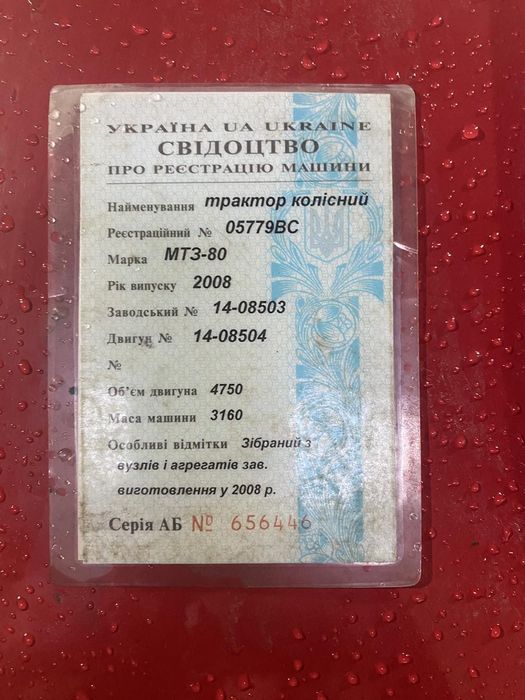 УКРАЇНА UA UKRAINE
СВІДОЦТВО
ПРО РЕЄСТРАЦІЮ МАШИНИ
Найменування трактор колісний
Реєстраційний № 05779ВС
Марка МТЗ-80
Рік випуску 2008
Заводський № 14-08503
Двигун № 14-08504
№
Об'єм двигуна 4750
Маса машини 3160
Особливі відмітки Зібраний з
вузлів і агрегатів зав.
виготовлення у 2008 р.
Серія АБ № 656446